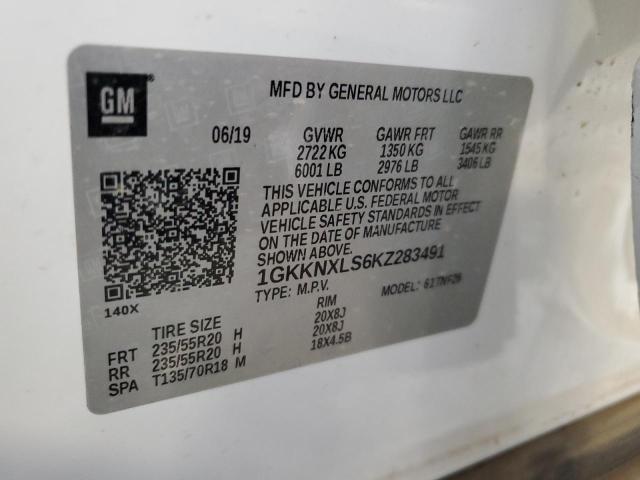 GM
MFD BY GENERAL MOTORS LLC
06/19 GVWR GAWR FRT GAWR RR
2722 KG 1350 KG 1545 KG
6001 LB 2976 LB 3406 LB
THIS VEHICLE CONFORMS TO ALL
APPLICABLE U.S. FEDERAL MOTOR
VEHICLE SAFETY STANDARDS IN EFFECT
ON THE DATE OF MANUFACTURE
SHOWN ABOVE.
1GKKNXLS6KZ283491
TYPE: M.P.V. MODEL: 61TNF26
140X
TIRE SIZE RIM
FRT 235/55R20 H 20X8J
RR 235/55R20 H 20X8J
SPA T135/70R18 M 18X4.5B